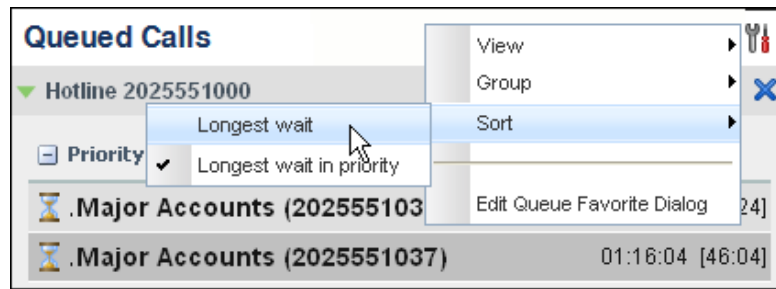 Queued Calls
View
Hotline 2025551000
Group
Longest wait
Sort
Priority
Longest wait in priority
Edit Queue Favorite Dialog
.Major Accounts (202555103
24]
.Major Accounts (2025551037)
01:16:04 [46:04]